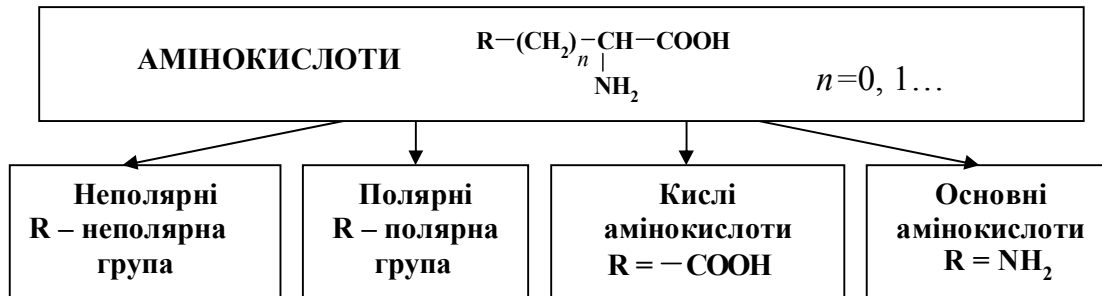 АМІНОКИСЛОТИ R–(CH₂)ₙ–CH–COOH
|
NH₂
n=0, 1…
Неполярні
R – неполярна
група
Полярні
R – полярна
група
Кислі
амінокислоти
R = –COOH
Основні
амінокислоти
R = NH₂